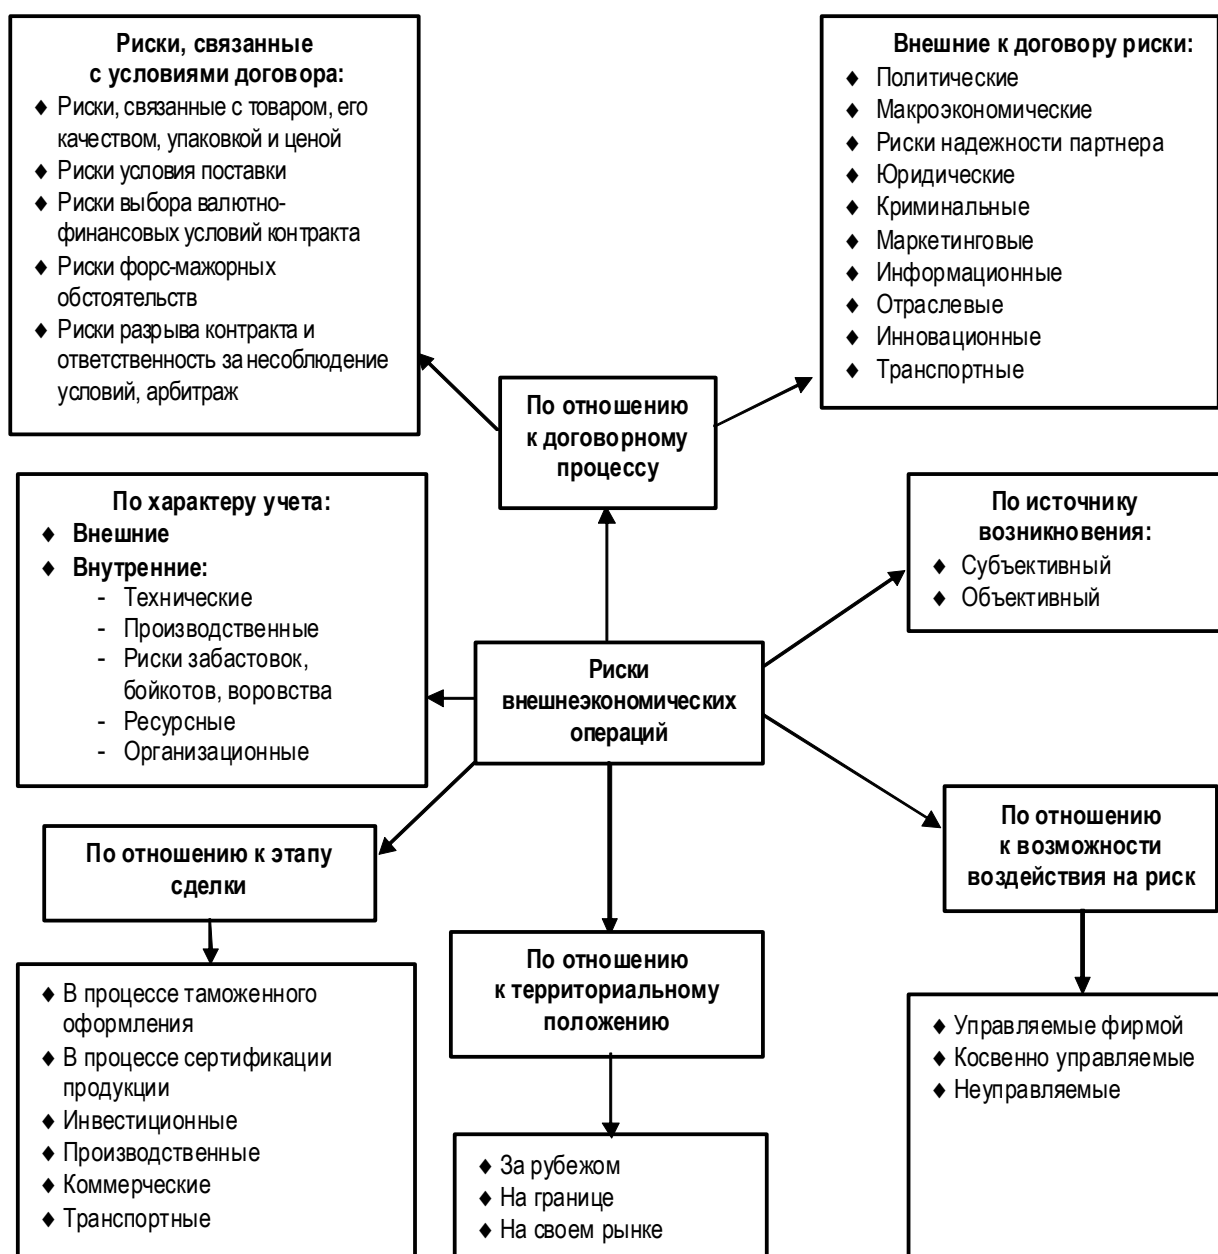 Риски, связанные
с условиями договора:
♦ Риски, связанные с товаром, его
качеством, упаковкой и ценой
♦ Риски условия поставки
♦ Риски выбора валютно-
финансовых условий контракта
♦ Риски форс-мажорных
обстоятельств
♦ Риски разрыва контракта и
ответственность за несоблюдение
условий, арбитраж
Внешние к договору риски:
♦ Политические
♦ Макроэкономические
♦ Риски надежности партнера
♦ Юридические
♦ Криминальные
♦ Маркетинговые
♦ Информационные
♦ Отраслевые
♦ Инновационные
♦ Транспортные
По отношению
к договорному
процессу
По характеру учета:
♦ Внешние
♦ Внутренние:
- Технические
- Производственные
- Риски забастовок,
бойкотов, воровства
- Ресурсные
- Организационные
По источнику
возникновения:
♦ Субъективный
♦ Объективный
Риски
внешнеэкономических
операций
По отношению к этапу
сделки
По отношению
к возможности
воздействия на риск
По отношению
к территориальному
положению
♦ В процессе таможенного
оформления
♦ В процессе сертификации
продукции
♦ Инвестиционные
♦ Производственные
♦ Коммерческие
♦ Транспортные
♦ За рубежом
♦ На границе
♦ На своем рынке
♦ Управляемые фирмой
♦ Косвенно управляемые
♦ Неуправляемые